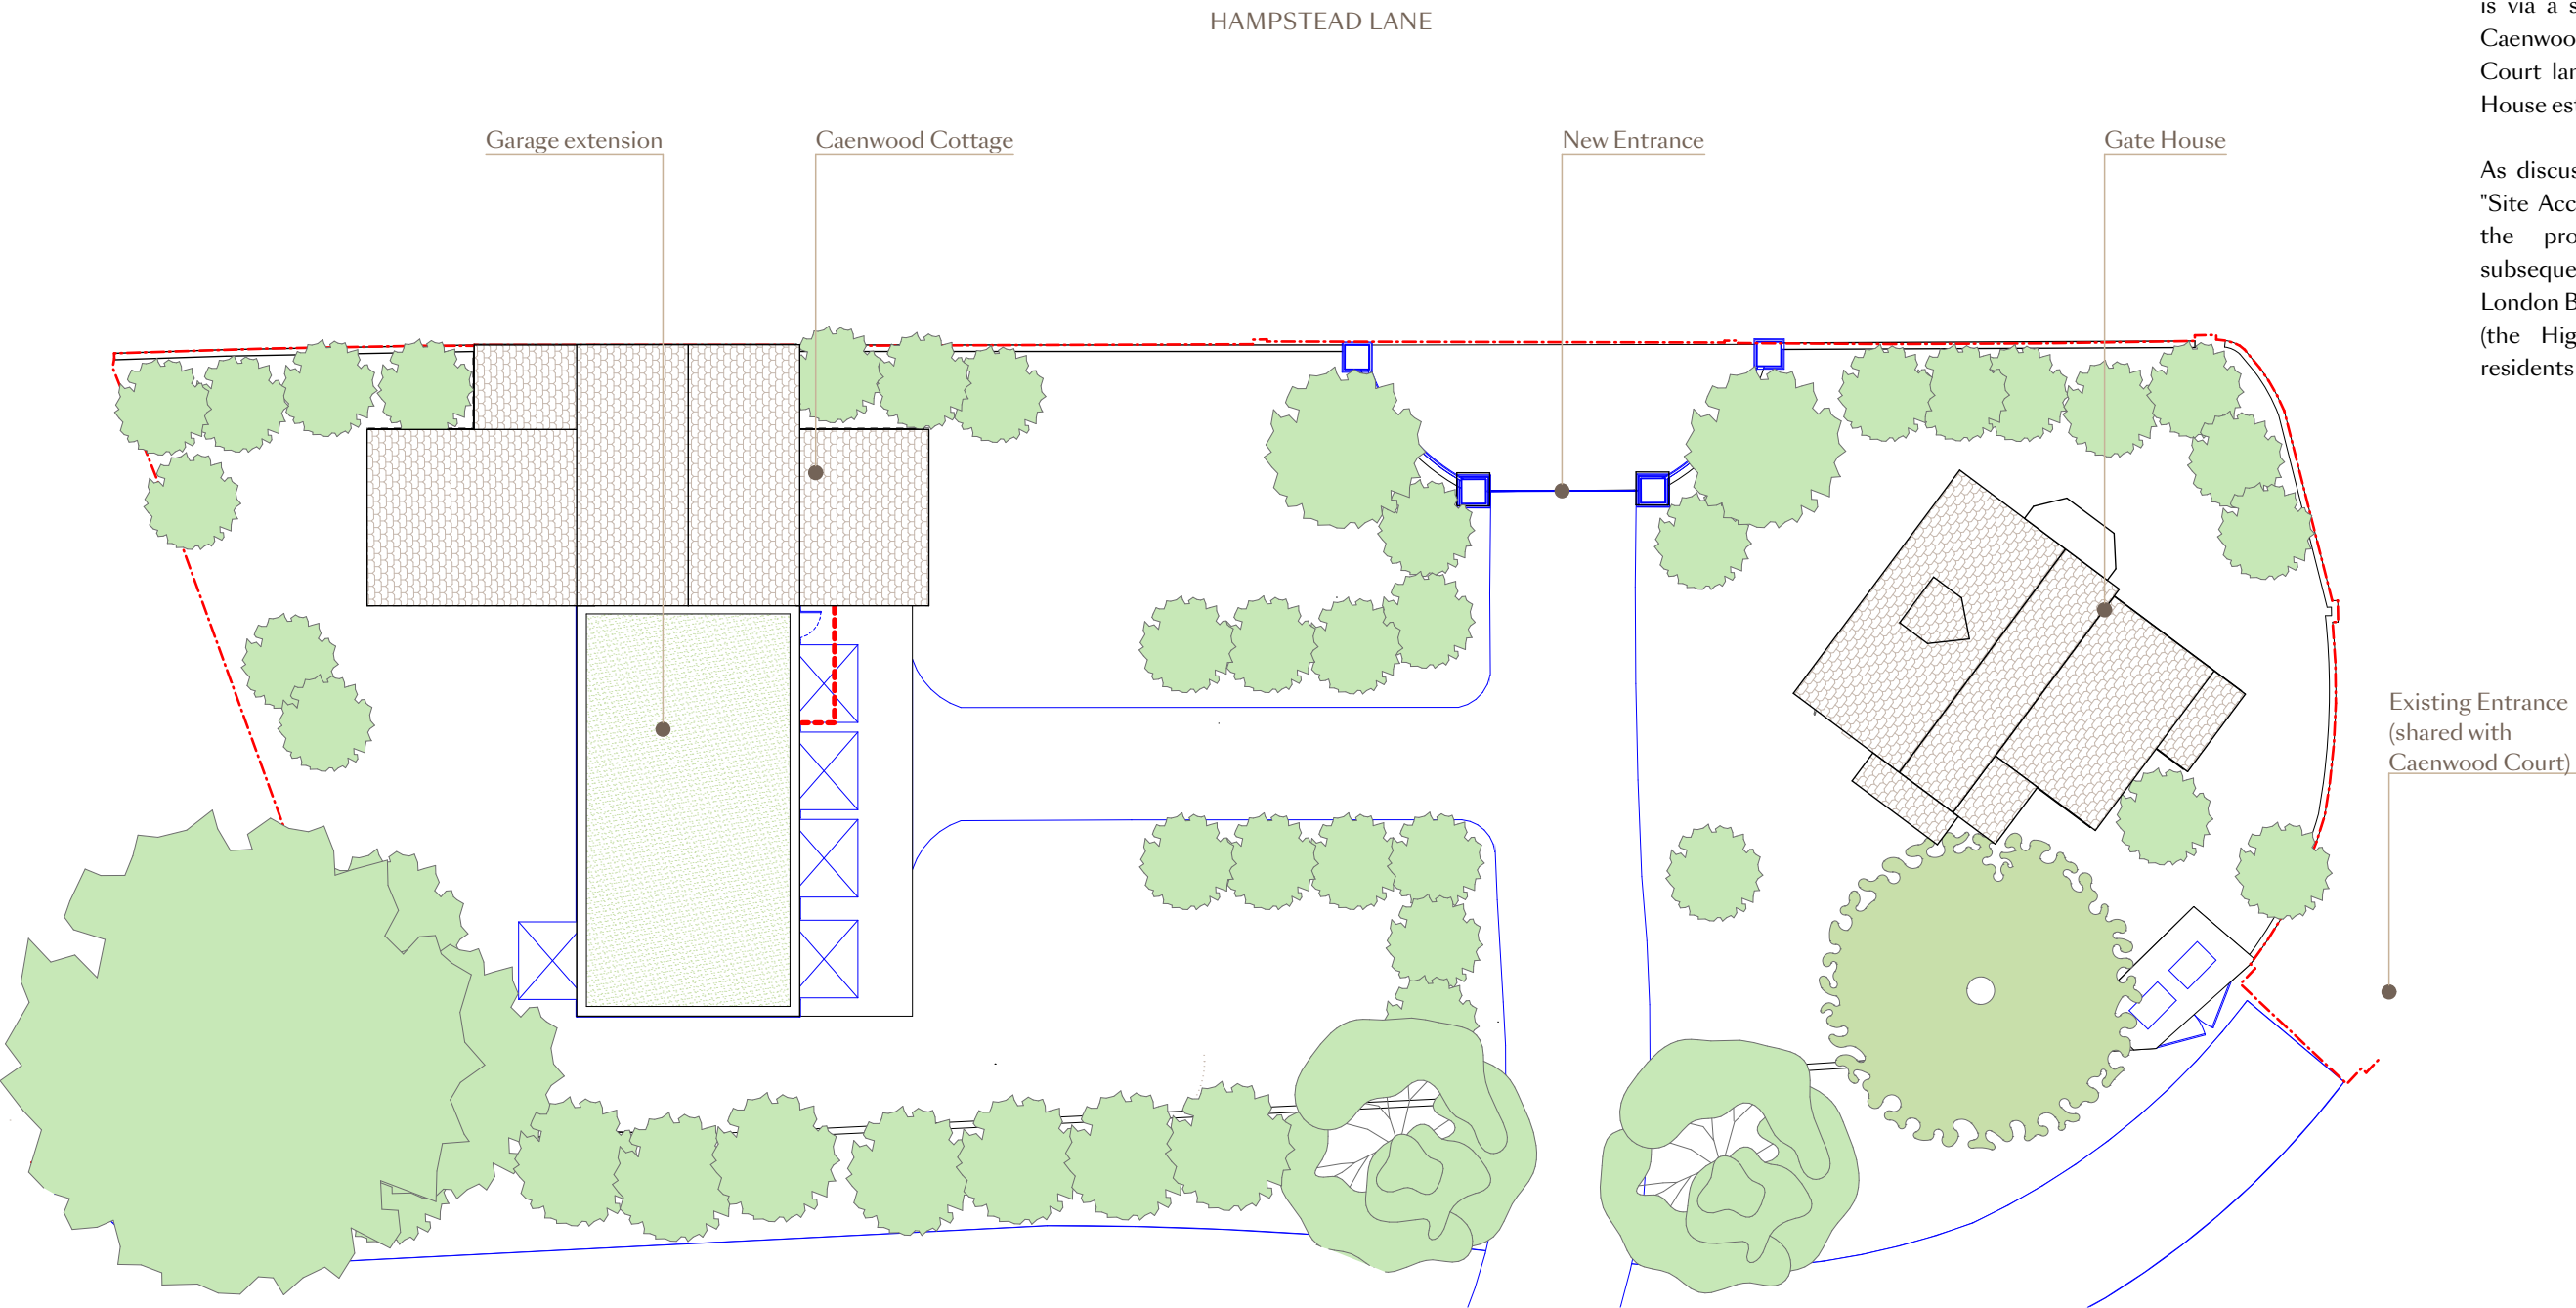 HAMPSTEAD LANE
Garage extension
Caenwood Cottage
New Entrance
Gate House
Existing Entrance
(shared with
Caenwood Court)
is via a s
Caenwoo
Court lar
House est
As discus
"Site Acc
the pro
subseque
London B
(the Hig
residents